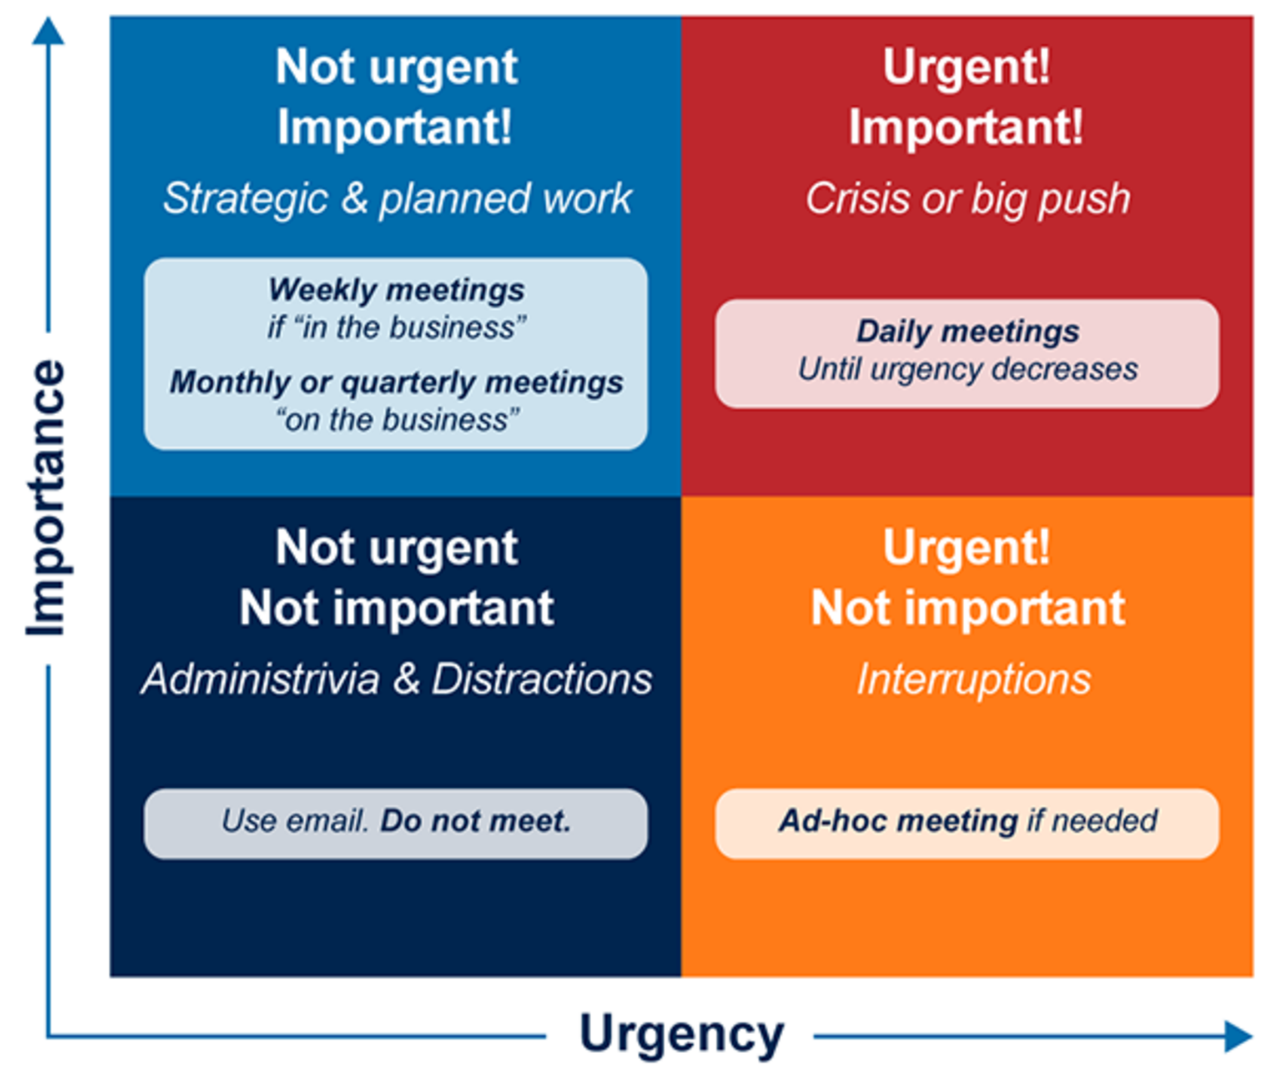 Not urgent
Important!
Strategic & planned work
Weekly meetings
if “in the business”
Monthly or quarterly meetings
“on the business”
Urgent!
Important!
Crisis or big push
Daily meetings
Until urgency decreases
Not urgent
Not important
Administrivia & Distractions
Use email. Do not meet.
Urgent!
Not important
Interruptions
Ad-hoc meeting if needed
Importance
Urgency